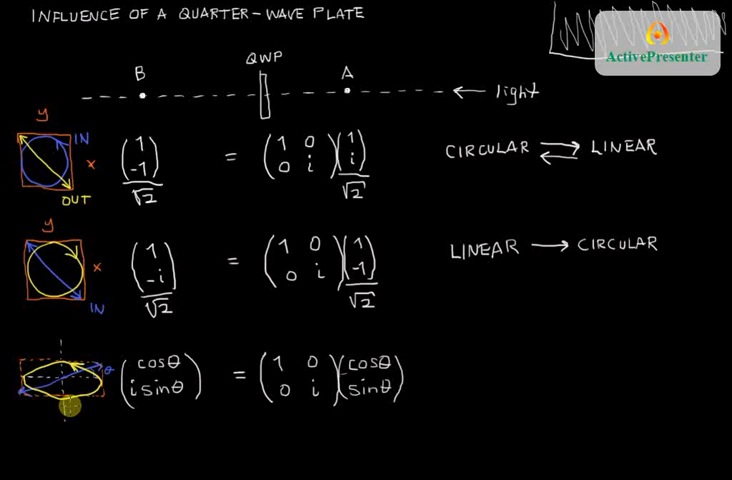 INFLUENCE OF A QUARTER-WAVE PLATE
ActivePresenter
QWP
B
A
light
y
IN
x
OUT
(1 -1)/√2 = (1 0 0 i)(1 i)/√2
CIRCULAR ⇄ LINEAR
y
x
IN
(1 -i)/√2 = (1 0 0 i)(1 -1)/√2
LINEAR → CIRCULAR
θ
(cosθ i sinθ) = (1 0 0 i)(cosθ sinθ)